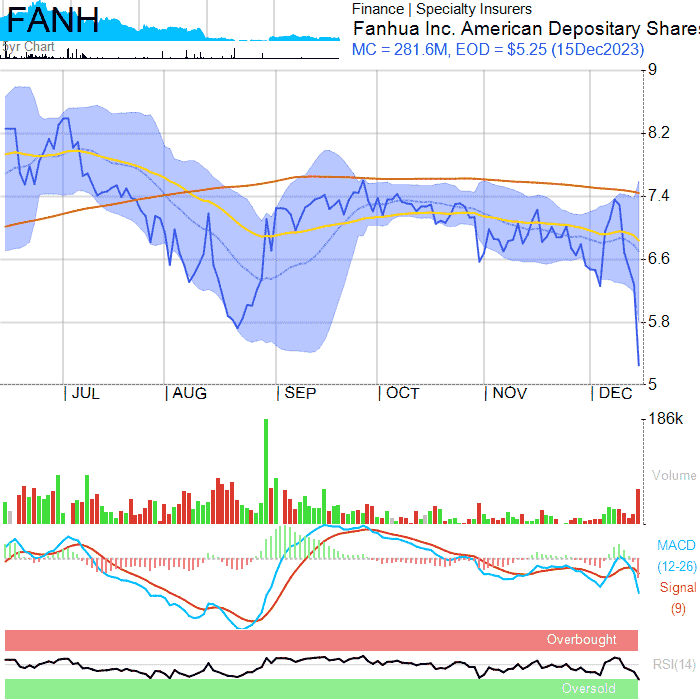 FANH
5yr Chart
Finance | Specialty Insurers
Fanhua Inc. American Depositary Shares
MC = 281.6M, EOD = $5.25 (15Dec2023)
9
8.2
7.4
6.6
5.8
5
| JUL | AUG | SEP | OCT | NOV | DEC
186k
Volume
MACD
(12-26)
Signal
(9)
Overbought
RSI(14)
Oversold